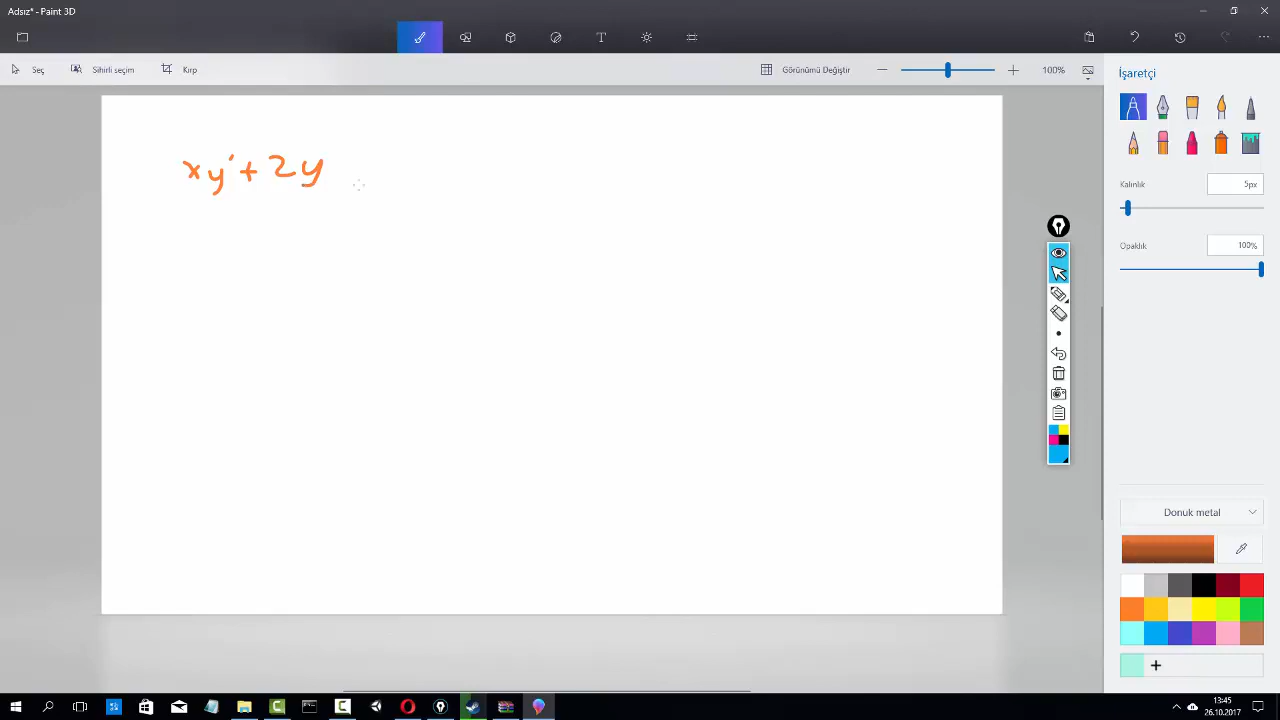 Adsız* - Paint 3D
Seç
Sihirli seçim
Kırp
Görünümü Değiştir
100%
İşaretçi
xy' + 2y
Kalınlık
5px
Opaklık
100%
Donuk metal
13:45
26.10.2017